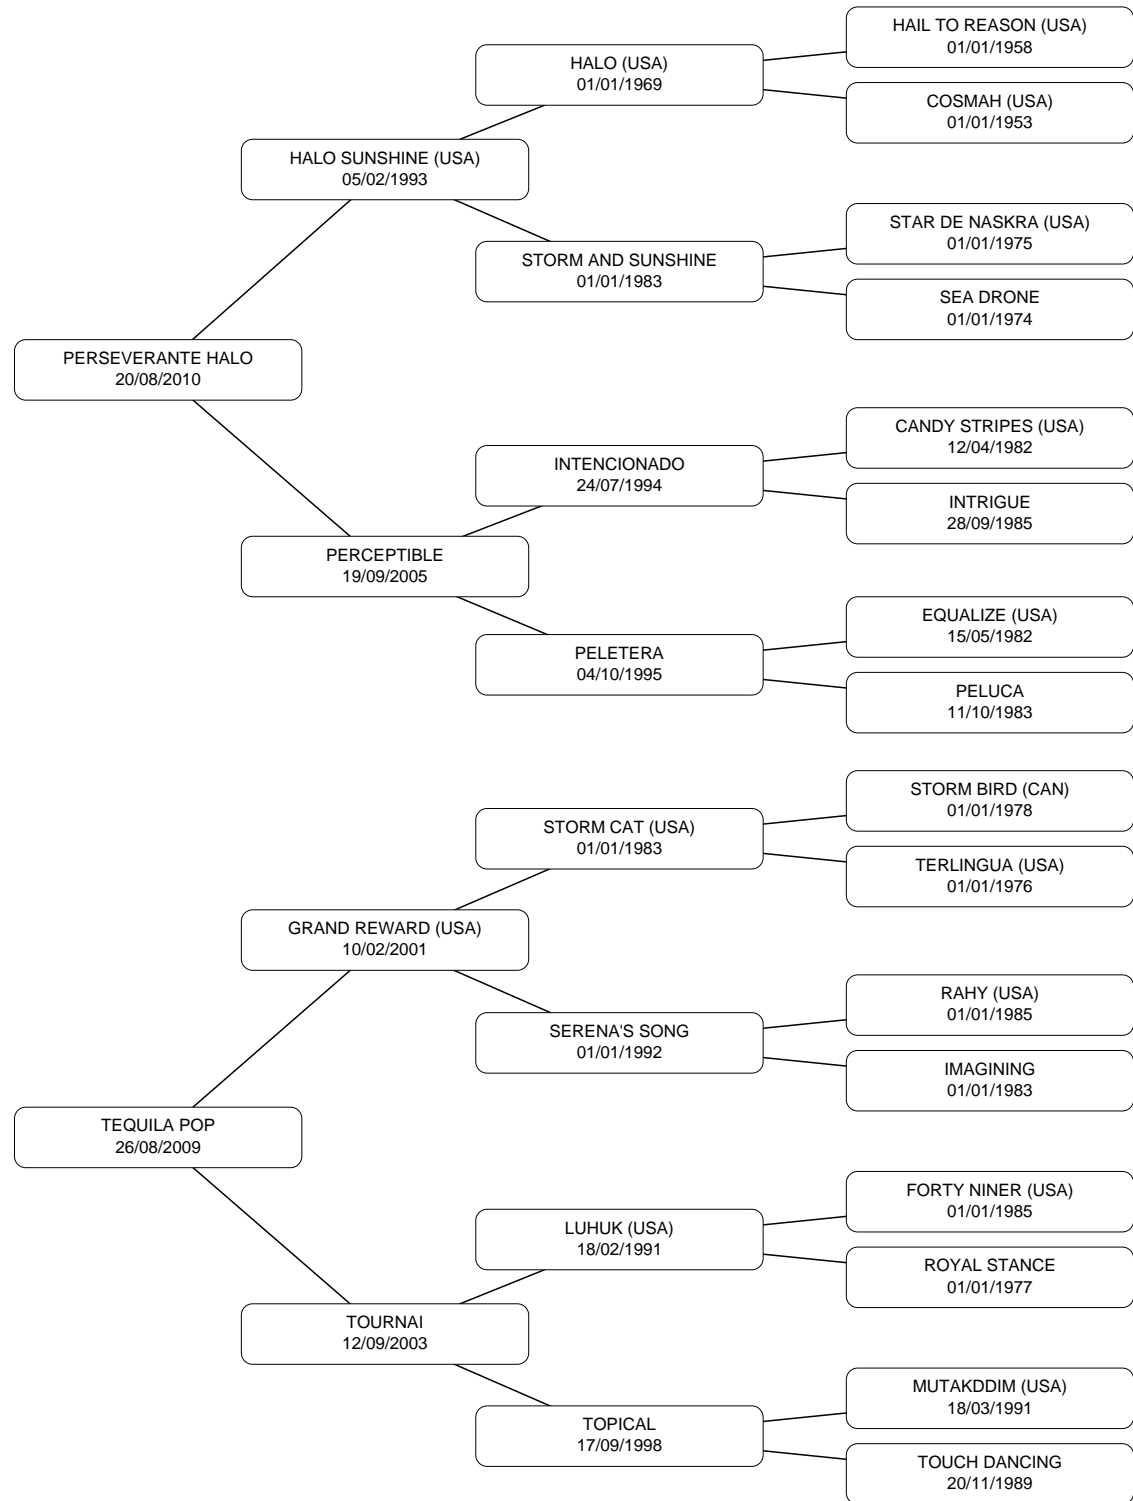 HAIL TO REASON (USA)
01/01/1958
HALO (USA)
01/01/1969
COSMAH (USA)
01/01/1953
HALO SUNSHINE (USA)
05/02/1993
STAR DE NASKRA (USA)
01/01/1975
STORM AND SUNSHINE
01/01/1983
SEA DRONE
01/01/1974
PERSEVERANTE HALO
20/08/2010
CANDY STRIPES (USA)
12/04/1982
INTENCIONADO
24/07/1994
INTRIGUE
28/09/1985
PERCEPTIBLE
19/09/2005
EQUALIZE (USA)
15/05/1982
PELETERA
04/10/1995
PELUCA
11/10/1983
STORM BIRD (CAN)
01/01/1978
STORM CAT (USA)
01/01/1983
TERLINGUA (USA)
01/01/1976
GRAND REWARD (USA)
10/02/2001
RAHY (USA)
01/01/1985
SERENA'S SONG
01/01/1992
IMAGINING
01/01/1983
TEQUILA POP
26/08/2009
FORTY NINER (USA)
01/01/1985
LUHUK (USA)
18/02/1991
ROYAL STANCE
01/01/1977
TOURNAI
12/09/2003
MUTAKDDIM (USA)
18/03/1991
TOPICAL
17/09/1998
TOUCH DANCING
20/11/1989